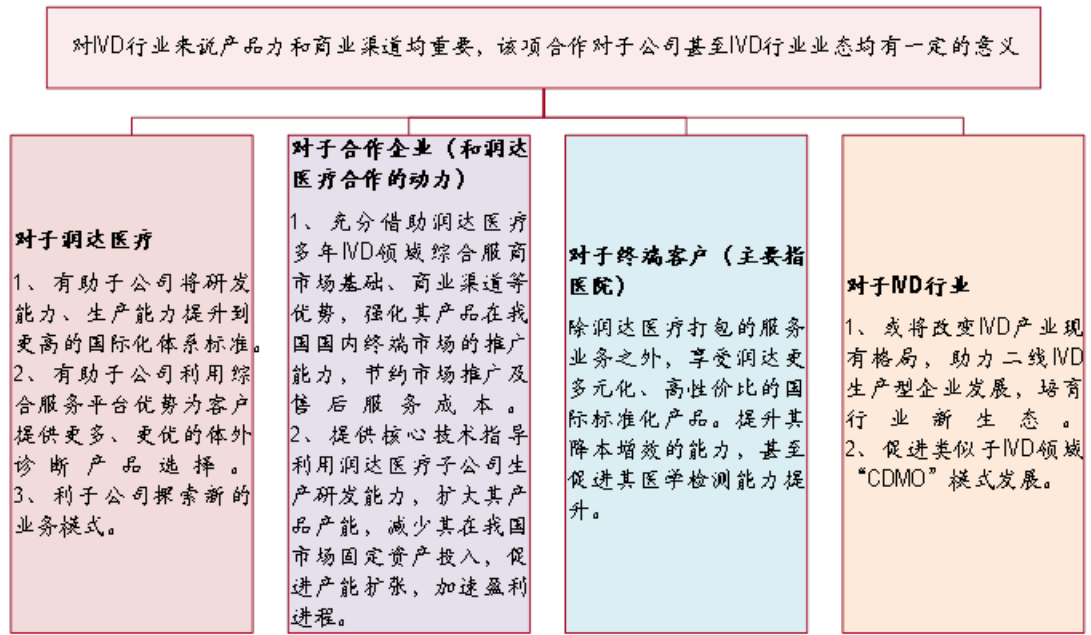 对IVD行业来说产品力和商业渠道均重要，该项合作对于公司甚至IVD行业业态均有一定的意义
对于润达医疗
1、有助于公司将研发
能力、生产能力提升到
更高的国际化体系标准。
2、有助于公司利用综
合服务平台优势为客户
提供更多、更优的体外
诊断产品选择。
3、利于公司探索新的
业务模式。
对于合作企业（和润达
医疗合作的动力）
1、充分借助润达医疗
多年IVD领域综合服商
市场基础、商业渠道等
优势，强化其产品在我
国国内终端市场的推广
能力，节约市场推广及
售后服务成本。
2、提供核心技术指导
利用润达医疗子公司生
产研发能力，扩大其产
品产能，减少其在我国
市场固定资产投入，促
进产能扩张，加速盈利
进程。
对于终端客户（主要指
医院）
除润达医疗打包的服务
业务之外，享受润达更
多元化、高性价比的国
际标准化产品。提升其
降本增效的能力，甚至
促进其医学检测能力提
升。
对于IVD行业
1、或将改变IVD产业现
有格局，助力二线IVD
生产型企业发展，培育
行业新生态。
2、促进类似于IVD领域
“CDMO”模式发展。